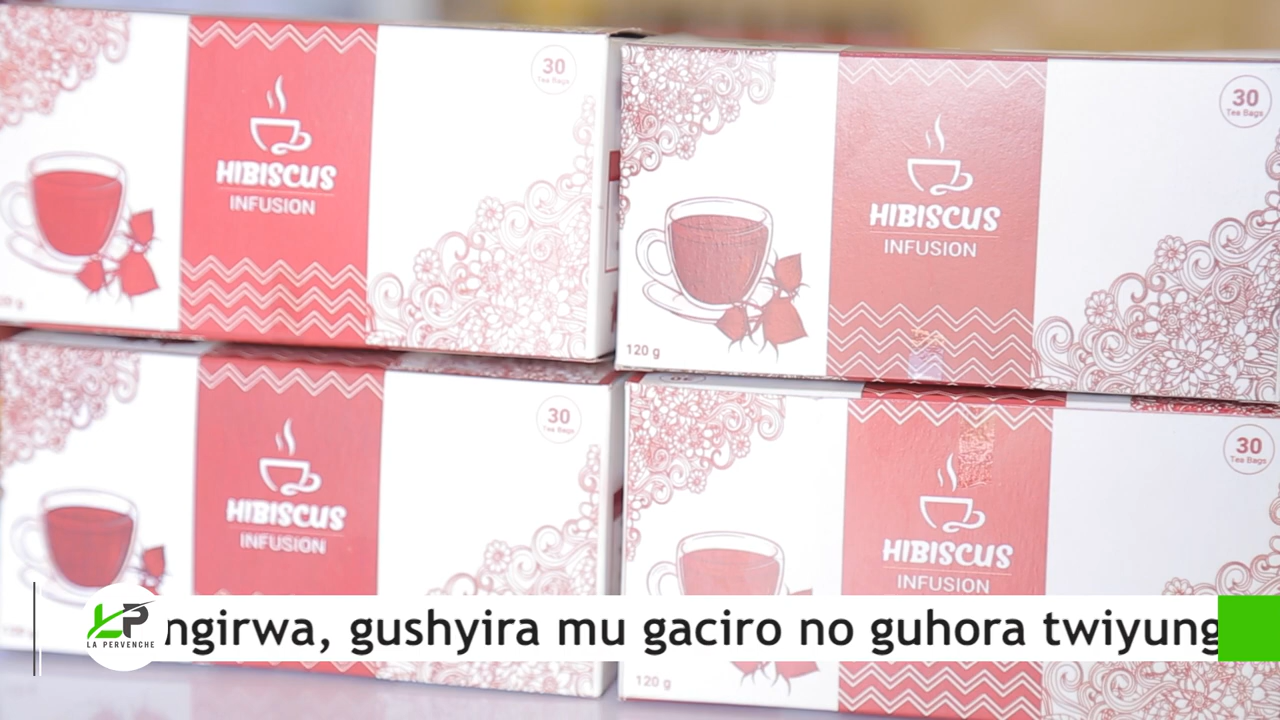 30
Tea Bags
HIBISCUS
INFUSION
30
Tea Bags
HIBISCUS
INFUSION
120 g
30
Tea Bags
HIBISCUS
INFUSION
30
Tea Bags
HIBISCUS
INFUSION
120 g
LP
LA PERVENCHE
ngirwa, gushyira mu gaciro no guhora twiyung